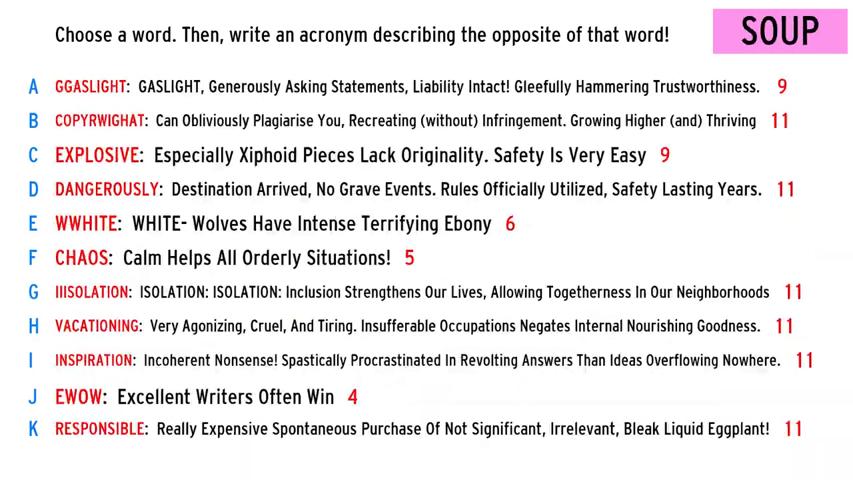 Choose a word. Then, write an acronym describing the opposite of that word!
SOUP
A GGASLIGHT: GASLIGHT, Generously Asking Statements, Liability Intact! Gleefully Hammering Trustworthiness. 9
B COPYRWIGHAT: Can Obliviously Plagiarise You, Recreating (without) Infringement. Growing Higher (and) Thriving 11
C EXPLOSIVE: Especially Xiphoid Pieces Lack Originality. Safety Is Very Easy 9
D DANGEROUSLY: Destination Arrived, No Grave Events. Rules Officially Utilized, Safety Lasting Years. 11
E WWHITE: WHITE- Wolves Have Intense Terrifying Ebony 6
F CHAOS: Calm Helps All Orderly Situations! 5
G IIISOLATION: ISOLATION: ISOLATION: Inclusion Strengthens Our Lives, Allowing Togetherness In Our Neighborhoods 11
H VACATIONING: Very Agonizing, Cruel, And Tiring. Insufferable Occupations Negates Internal Nourishing Goodness. 11
I INSPIRATION: Incoherent Nonsense! Spastically Procrastinated In Revolting Answers Than Ideas Overflowing Nowhere. 11
J EWOW: Excellent Writers Often Win 4
K RESPONSIBLE: Really Expensive Spontaneous Purchase Of Not Significant, Irrelevant, Bleak Liquid Eggplant! 11